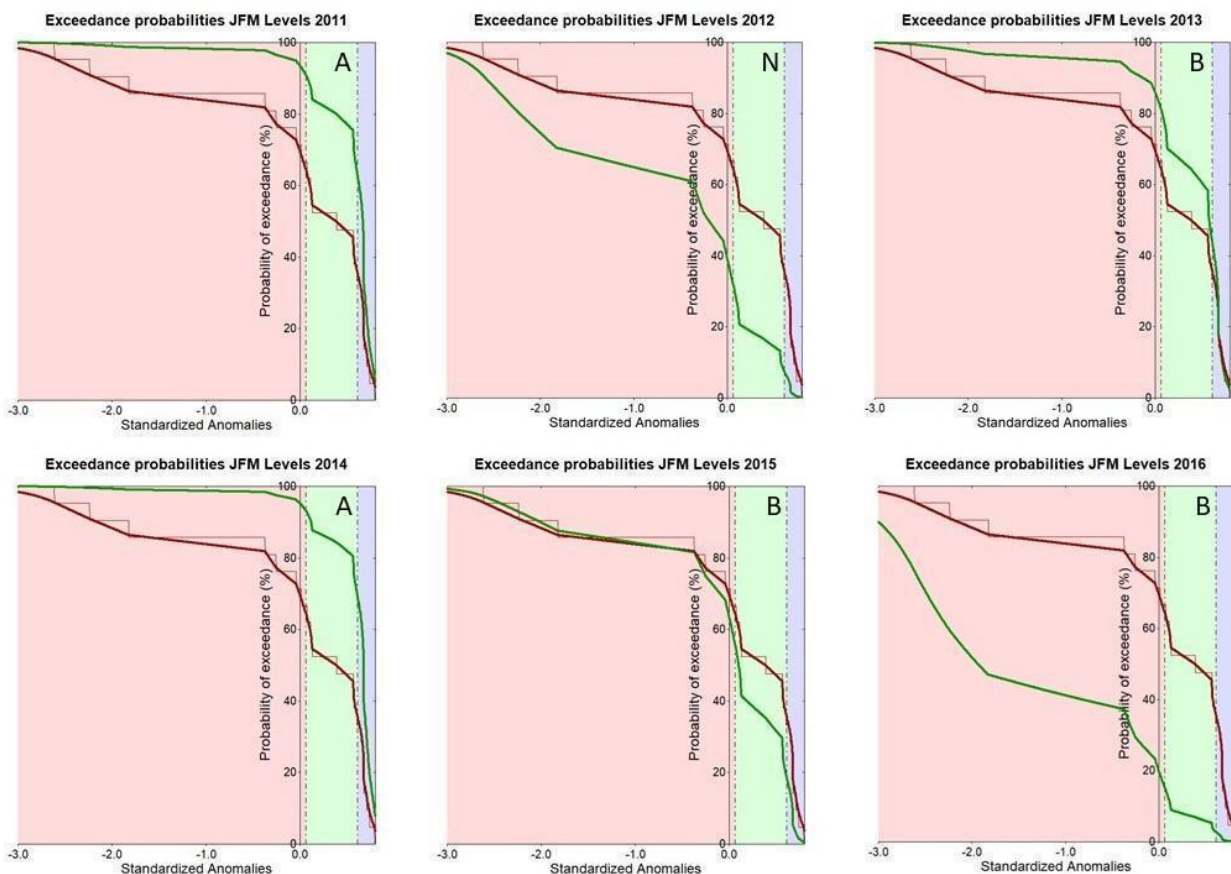 Exceedance probabilities JFM Levels 2011
A
Probability of exceedance (%)
100
80
60
40
20
0
-3.0 -2.0 -1.0 0.0
Standardized Anomalies
Exceedance probabilities JFM Levels 2012
N
Probability of exceedance (%)
100
80
60
40
20
0
-3.0 -2.0 -1.0 0.0
Standardized Anomalies
Exceedance probabilities JFM Levels 2013
B
Probability of exceedance (%)
100
80
60
40
20
0
-3.0 -2.0 -1.0 0.0
Standardized Anomalies
Exceedance probabilities JFM Levels 2014
A
Probability of exceedance (%)
100
80
60
40
20
0
-3.0 -2.0 -1.0 0.0
Standardized Anomalies
Exceedance probabilities JFM Levels 2015
B
Probability of exceedance (%)
100
80
60
40
20
0
-3.0 -2.0 -1.0 0.0
Standardized Anomalies
Exceedance probabilities JFM Levels 2016
B
Probability of exceedance (%)
100
80
60
40
20
0
-3.0 -2.0 -1.0 0.0
Standardized Anomalies